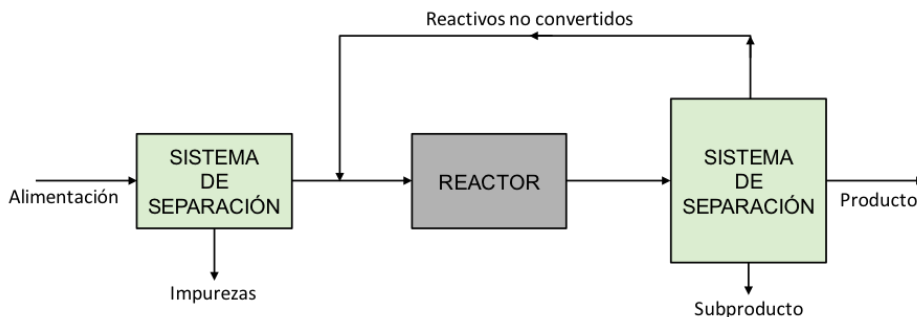 Reactivos no convertidos
SISTEMA
DE
SEPARACIÓN
REACTOR
SISTEMA
DE
SEPARACIÓN
Alimentación
Producto
Impurezas
Subproducto